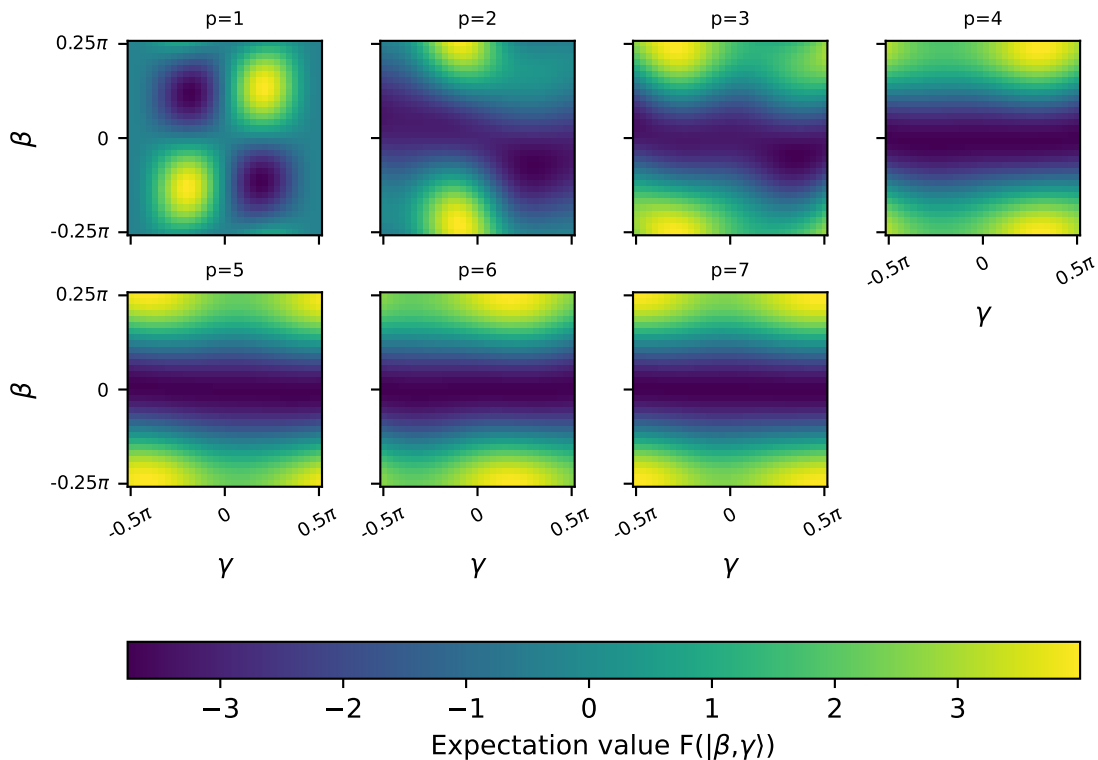 p=1 p=2 p=3 p=4
0.25π
β
0
-0.25π
-0.5π 0 0.5π
γ
p=5 p=6 p=7
0.25π
β
0
-0.25π
-0.5π 0 0.5π -0.5π 0 0.5π -0.5π 0 0.5π
γ γ γ
−3 −2 −1 0 1 2 3
Expectation value F(|β,γ⟩)